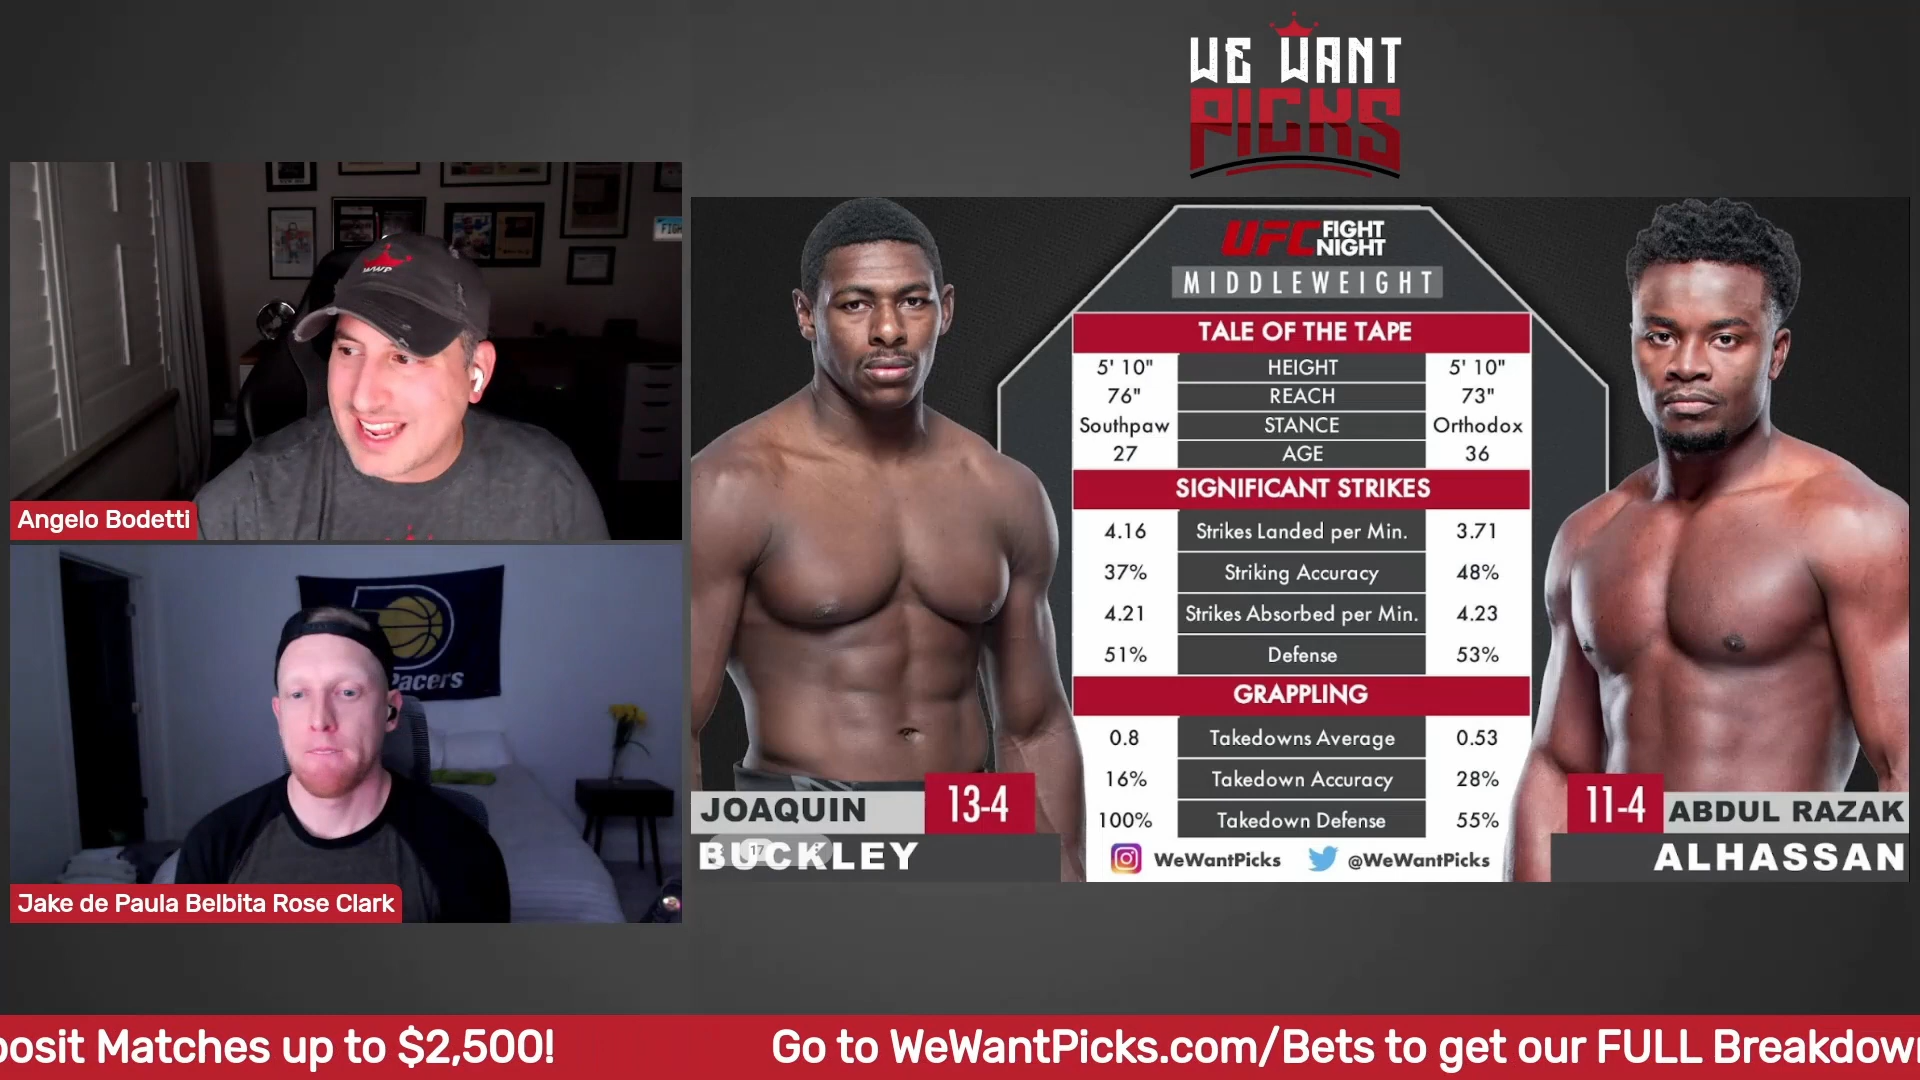 WE WANT
PICKS
WWP
FIGH
Angelo Bodetti
Pacers
Jake de Paula Belbita Rose Clark
UFC FIGHT NIGHT
MIDDLEWEIGHT
TALE OF THE TAPE
5' 10" HEIGHT 5' 10"
76" REACH 73"
Southpaw STANCE Orthodox
27 AGE 36
SIGNIFICANT STRIKES
4.16 Strikes Landed per Min. 3.71
37% Striking Accuracy 48%
4.21 Strikes Absorbed per Min. 4.23
51% Defense 53%
GRAPPLING
0.8 Takedowns Average 0.53
16% Takedown Accuracy 28%
100% Takedown Defense 55%
WeWantPicks @WeWantPicks
JOAQUIN 13-4
BUCKLEY
17
11-4 ABDUL RAZAK
ALHASSAN
posit Matches up to $2,500! Go to WeWantPicks.com/Bets to get our FULL Breakdow